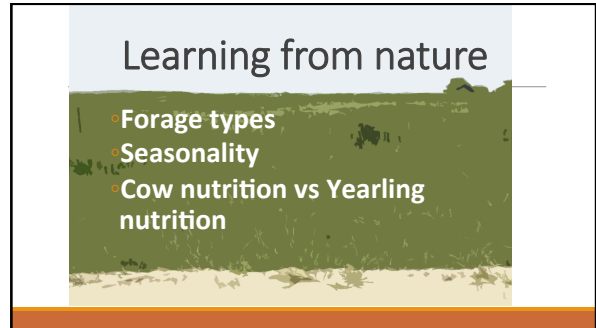 Learning from nature
◦Forage types
◦Seasonality
◦Cow nutrition vs Yearling
nutrition